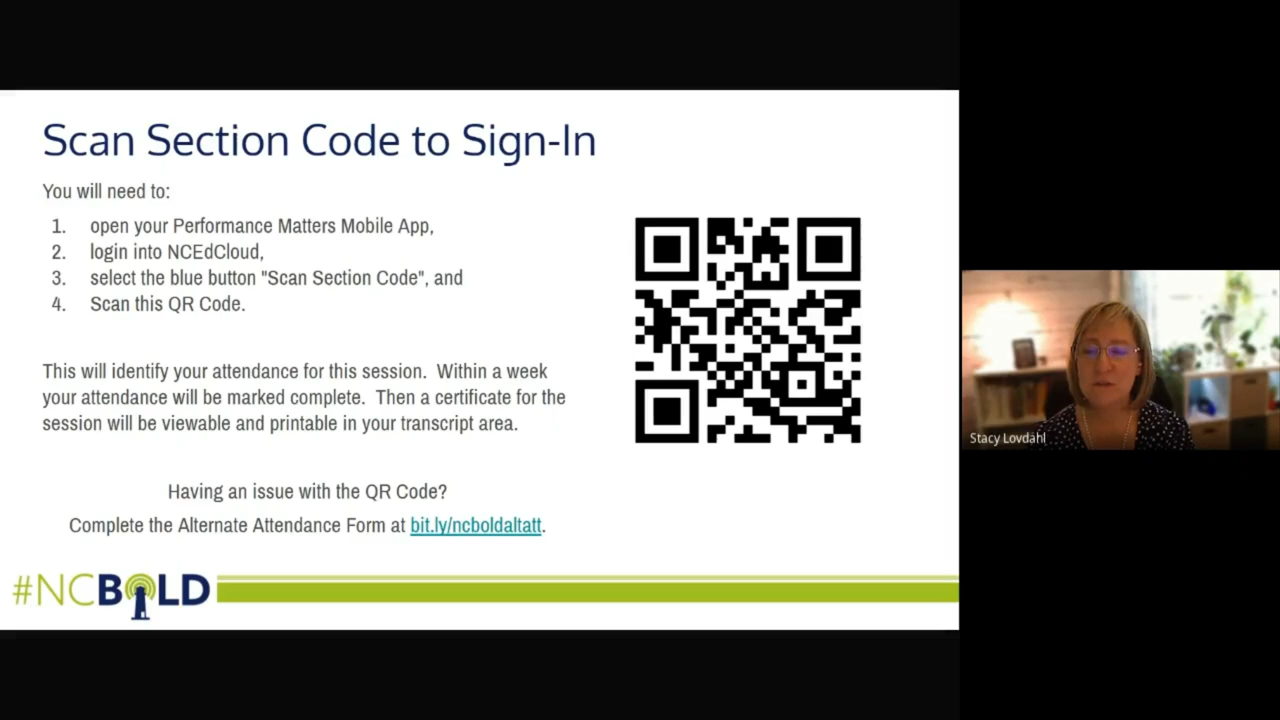 Scan Section Code to Sign-In
You will need to:
1. open your Performance Matters Mobile App,
2. login into NCEdCloud,
3. select the blue button "Scan Section Code", and
4. Scan this QR Code.
This will identify your attendance for this session. Within a week
your attendance will be marked complete. Then a certificate for the
session will be viewable and printable in your transcript area.
Having an issue with the QR Code?
Complete the Alternate Attendance Form at bit.ly/ncboldaltatt.
#NCBOLD
Stacy Lovdahl